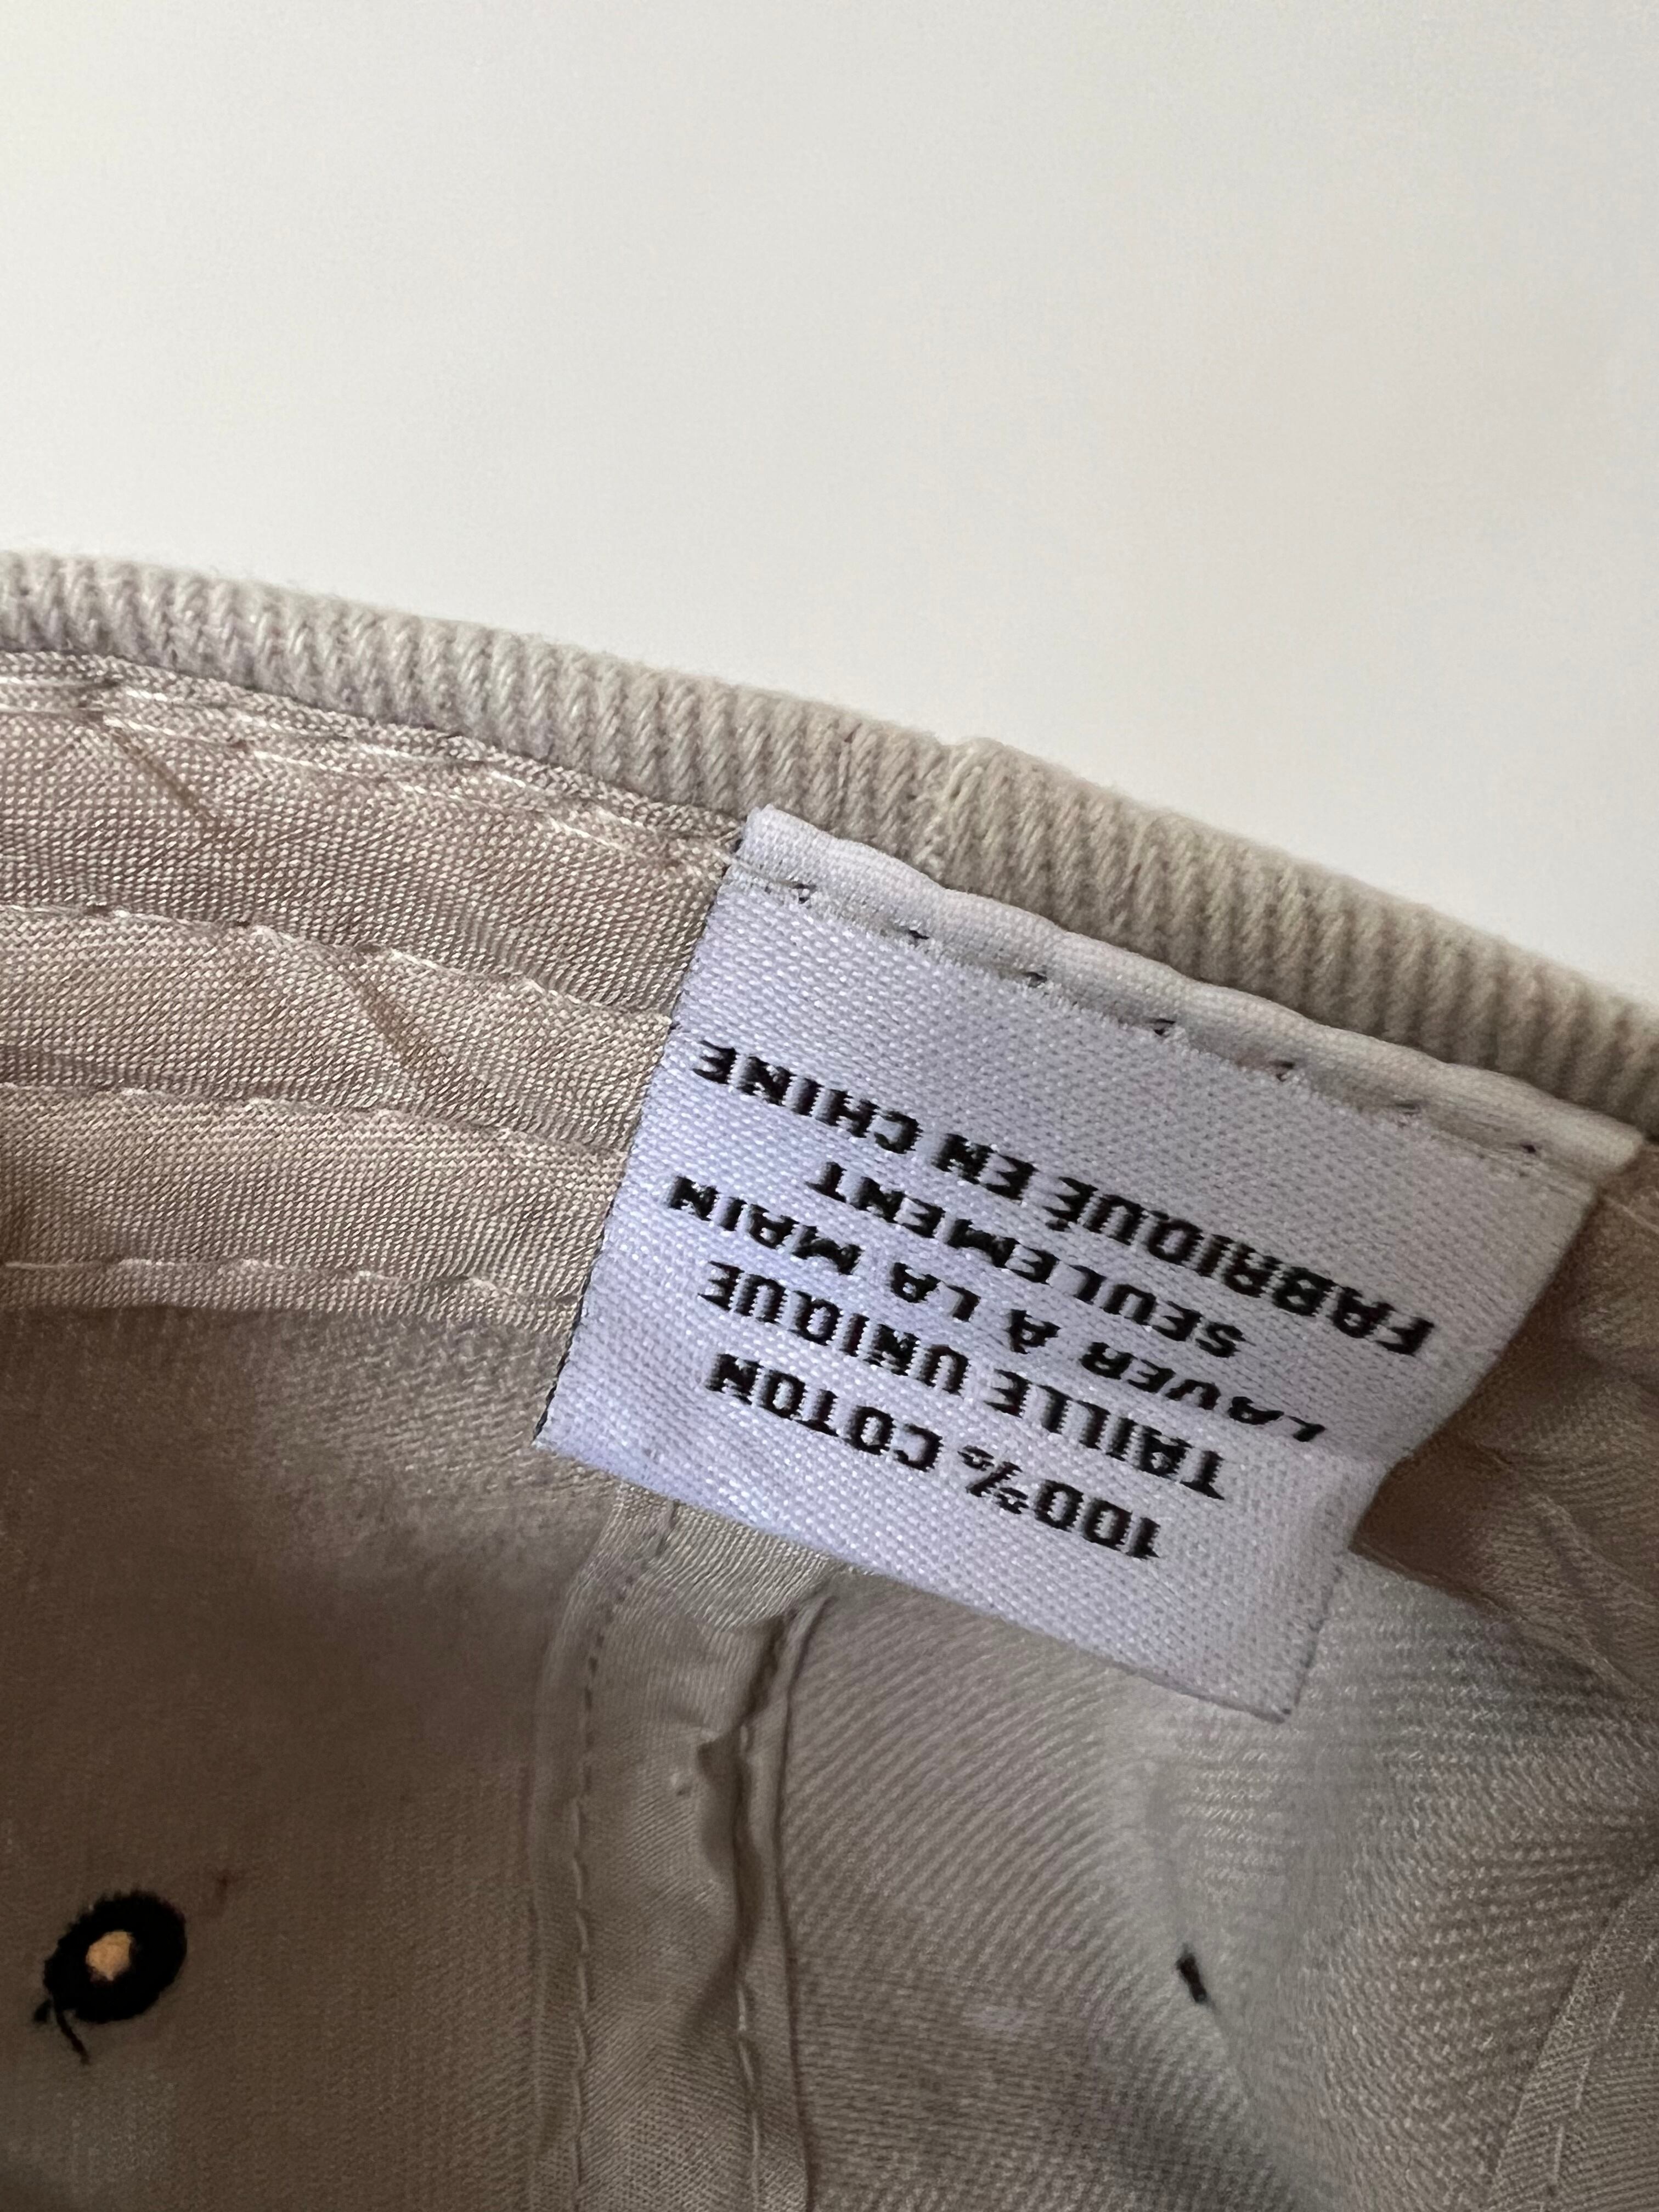 100% COTON
TAILLE UNIQUE
LAVER À LA MAIN
SEULEMENT
FABRIQUÉ EN CHINE